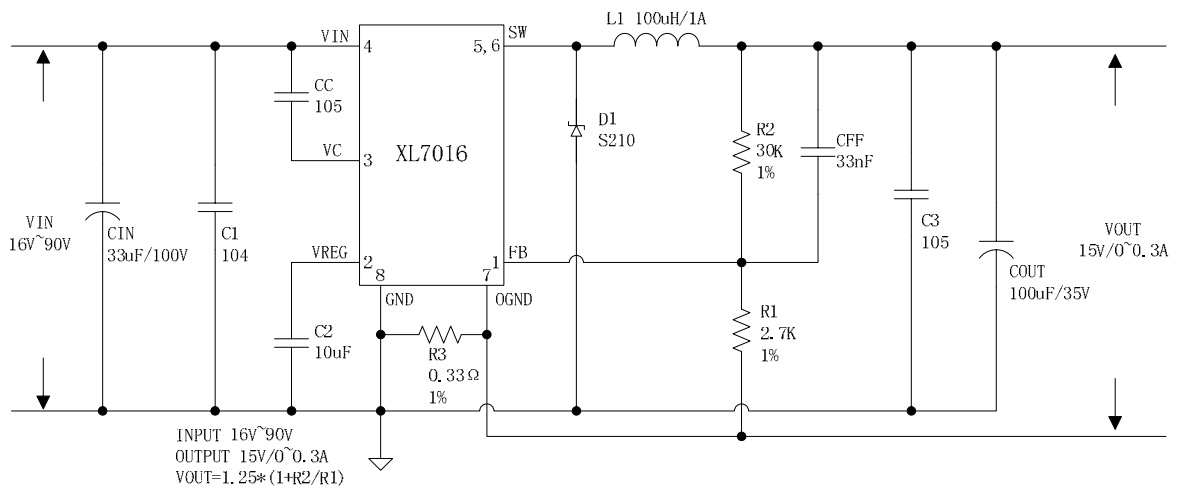 L1 100uH/1A
VIN
4
5,6
SW
CC
105
VC
3
XL7016
D1
S210
R2
30K
1%
CFF
33nF
VIN
16V~90V
CIN
33uF/100V
C1
104
C3
105
VOUT
15V/0~0.3A
VREG
2
1
FB
8
7
GND
OGND
COUT
100uF/35V
C2
10uF
R3
0.33Ω
1%
R1
2.7K
1%
INPUT 16V~90V
OUTPUT 15V/0~0.3A
VOUT=1.25*(1+R2/R1)